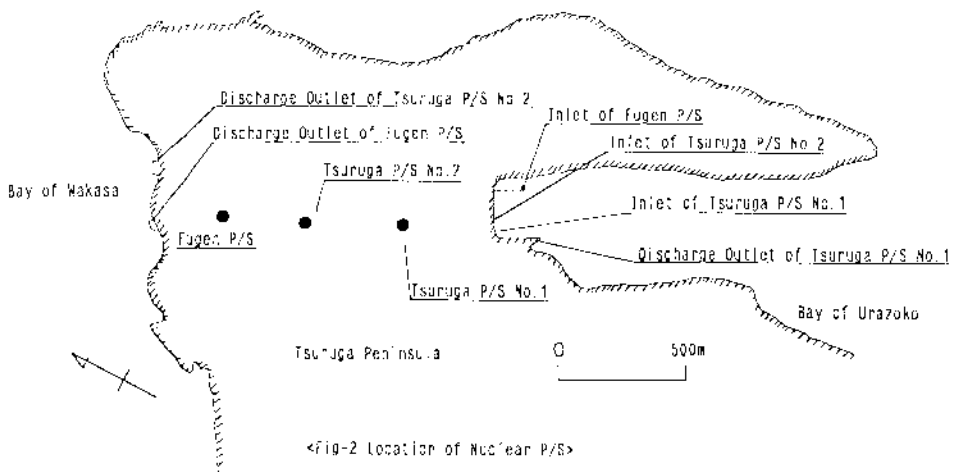 Discharge Outlet of Tsuruga P/S No.2
Inlet of Fugen P/S
Discharge Outlet of Fugen P/S
Inlet of Tsuruga P/S No.2
Tsuruga P/S No.2
Bay of Wakasa
Inlet of Tsuruga P/S No.1
Fugen P/S
Discharge Outlet of Tsuruga P/S No.1
Tsuruga P/S No.1
Bay of Urazoko
Tsuruga Peninsula
0 500m
<Fig-2 Location of Nuclear P/S>